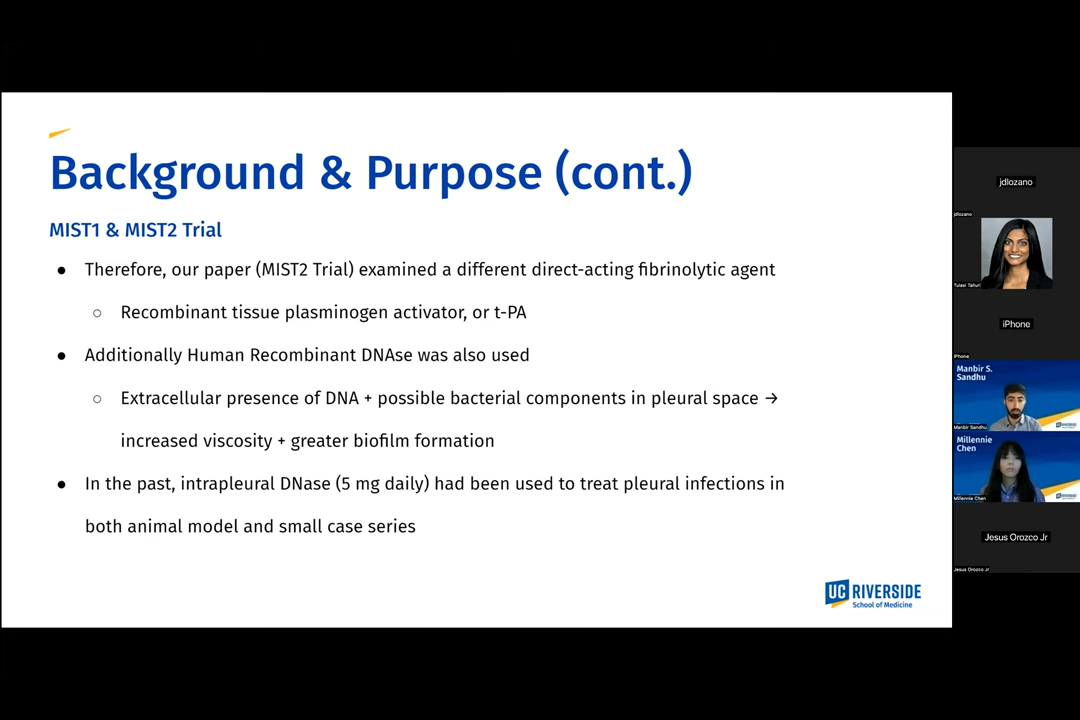 Background & Purpose (cont.)
MIST1 & MIST2 Trial
● Therefore, our paper (MIST2 Trial) examined a different direct-acting fibrinolytic agent
○ Recombinant tissue plasminogen activator, or t-PA
● Additionally Human Recombinant DNAse was also used
○ Extracellular presence of DNA + possible bacterial components in pleural space →
increased viscosity + greater biofilm formation
● In the past, intrapleural DNase (5 mg daily) had been used to treat pleural infections in
both animal model and small case series
UC RIVERSIDE
School of Medicine
jdlozano
jdlozano
Tulasi Talluri
iPhone
iPhone
Manbir S.
Sandhu
Manbir Sandhu
Millennie
Chen
Millennie Chen
Jesus Orozco Jr
Jesus Orozco Jr